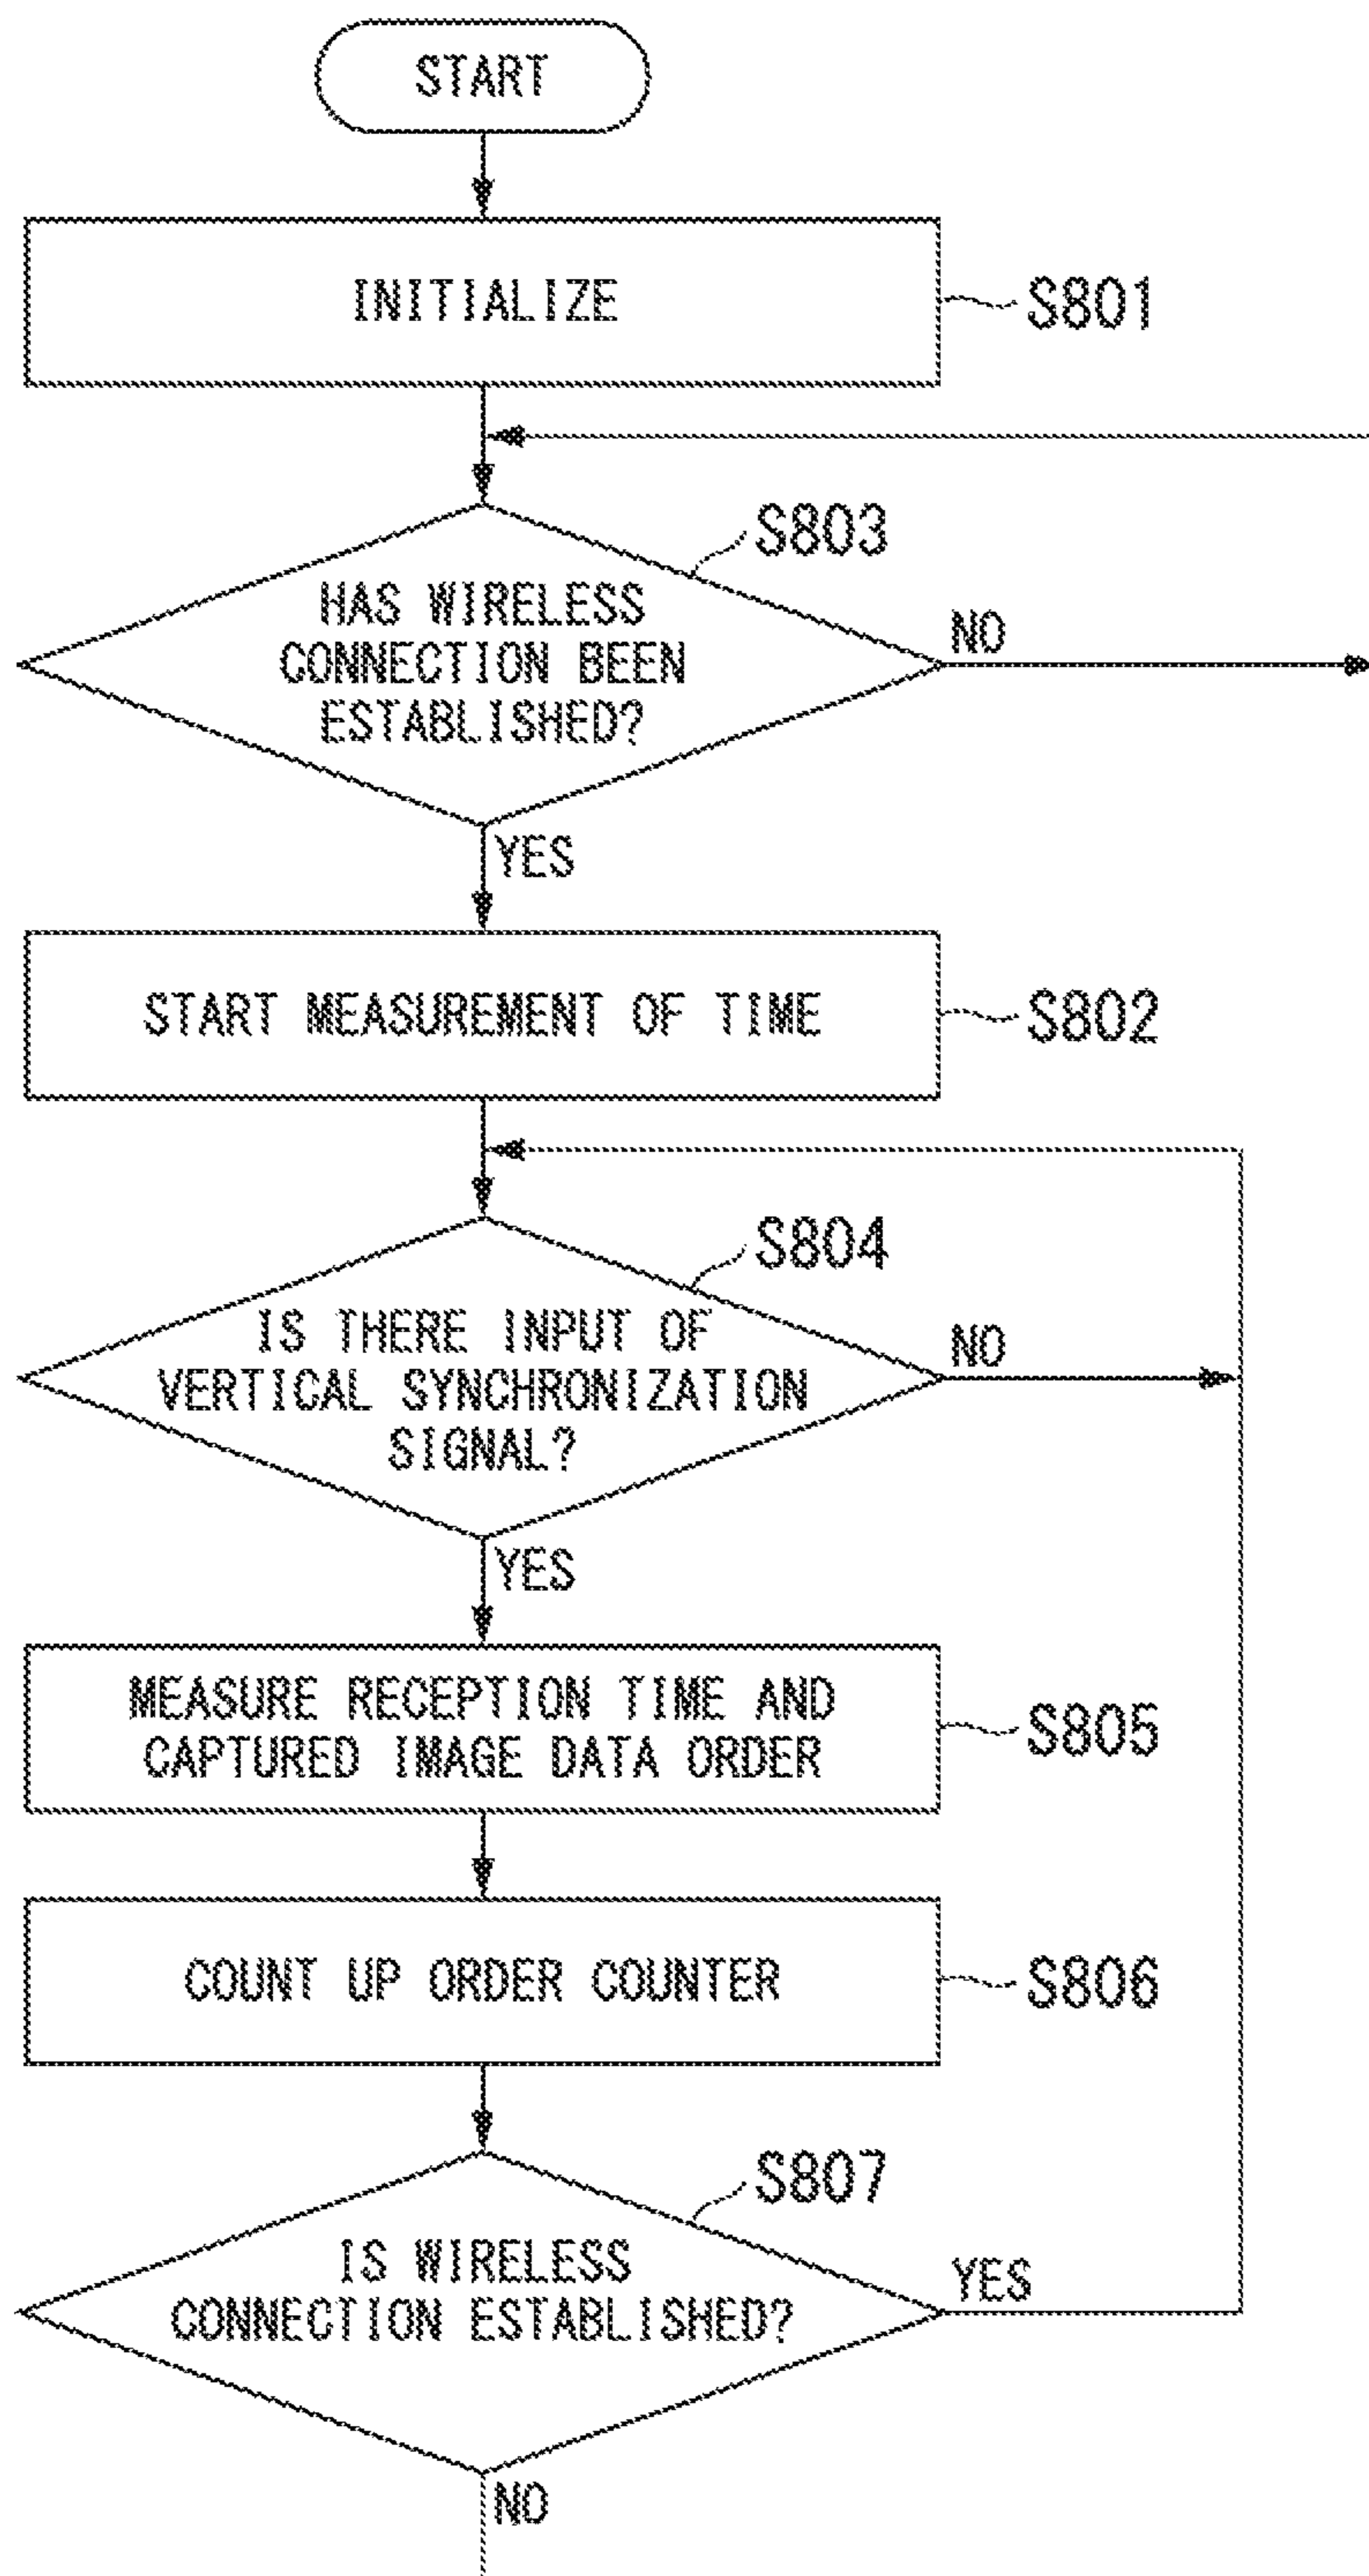 START
INITIALIZE
S801
S803
HAS WIRELESS
CONNECTION BEEN
ESTABLISHED?
NO
YES
START MEASUREMENT OF TIME
S802
S804
IS THERE INPUT OF
VERTICAL SYNCHRONIZATION
SIGNAL?
NO
YES
MEASURE RECEPTION TIME AND
CAPTURED IMAGE DATA ORDER
S805
COUNT UP ORDER COUNTER
S806
S807
IS WIRELESS
CONNECTION ESTABLISHED?
YES
NO